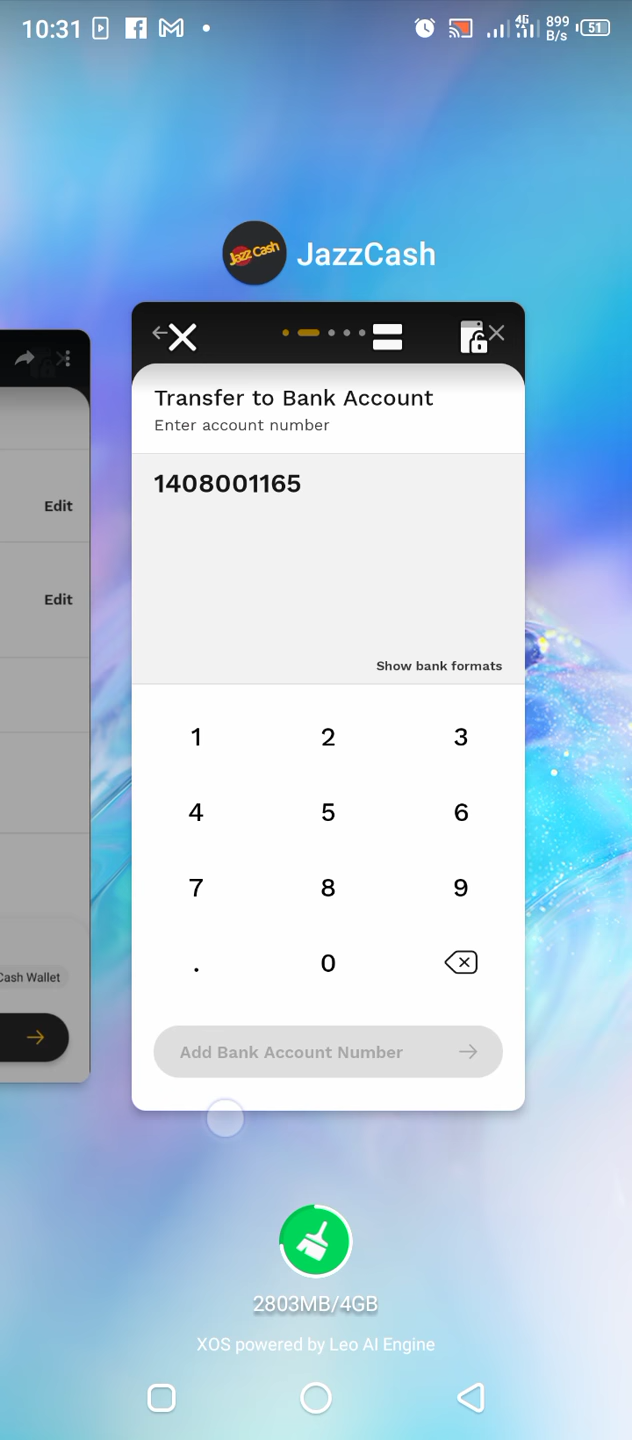 10:31
4G
899
B/s
51
Jazz Cash
JazzCash
Transfer to Bank Account
Enter account number
1408001165
Edit
Edit
Show bank formats
1 2 3
4 5 6
7 8 9
. 0
Cash Wallet
Add Bank Account Number
2803MB/4GB
XOS powered by Leo AI Engine